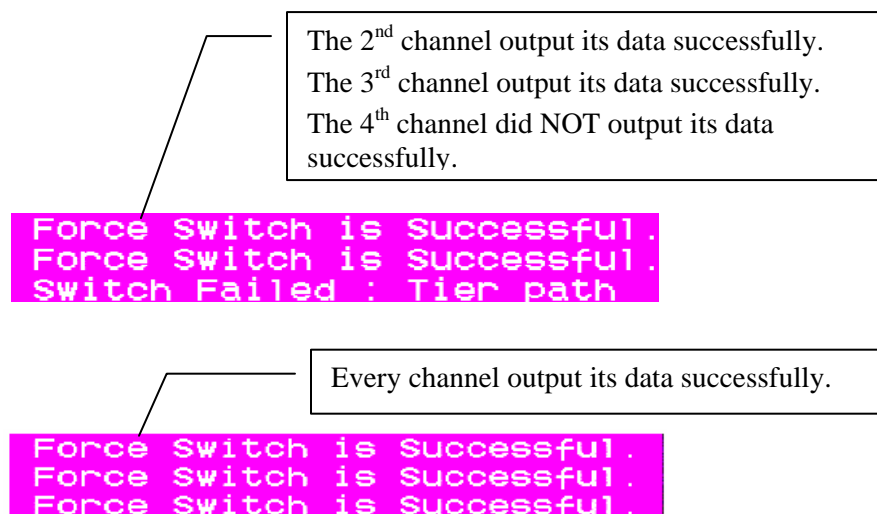 The 2nd channel output its data successfully.
The 3rd channel output its data successfully.
The 4th channel did NOT output its data
successfully.
Force Switch is Successful.
Force Switch is Successful.
Switch Failed : Tier path
Every channel output its data successfully.
Force Switch is Successful.
Force Switch is Successful.
Force Switch is Successful.